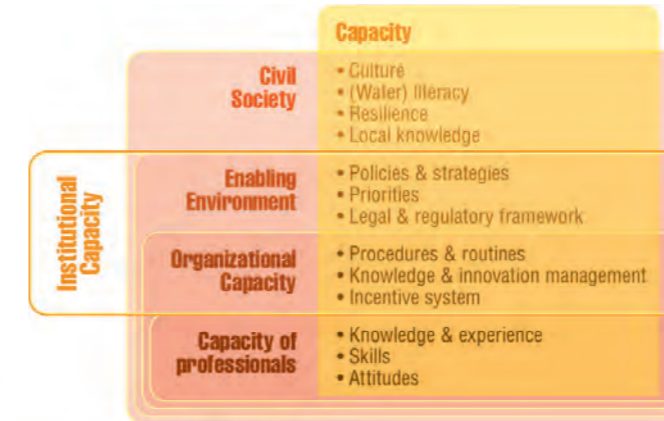 Capacity
Civil
Society
• Culture
• (Water) literacy
• Resilience
• Local knowledge
Institutional
Capacity
Enabling
Environment
• Policies & strategies
• Priorities
• Legal & regulatory framework
Organizational
Capacity
• Procedures & routines
• Knowledge & innovation management
• Incentive system
Capacity of
professionals
• Knowledge & experience
• Skills
• Attitudes